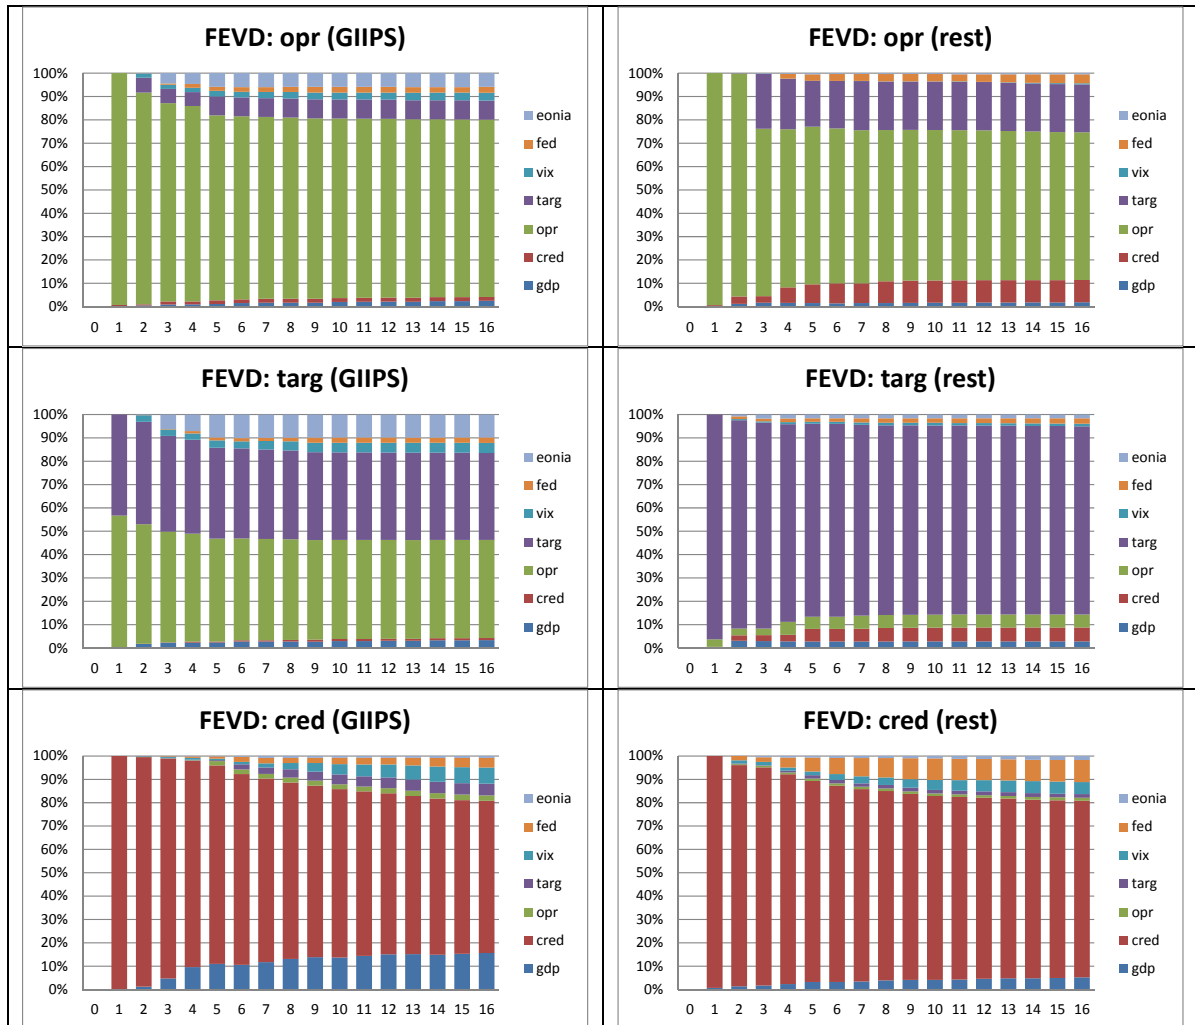 FEVD: opr (GIIPS)
100%
90%
80%
70%
60%
50%
40%
30%
20%
10%
0%
0 1 2 3 4 5 6 7 8 9 10 11 12 13 14 15 16
eonia
fed
vix
targ
opr
cred
gdp
FEVD: opr (rest)
100%
90%
80%
70%
60%
50%
40%
30%
20%
10%
0%
0 1 2 3 4 5 6 7 8 9 10 11 12 13 14 15 16
eonia
fed
vix
targ
opr
cred
gdp
FEVD: targ (GIIPS)
100%
90%
80%
70%
60%
50%
40%
30%
20%
10%
0%
0 1 2 3 4 5 6 7 8 9 10 11 12 13 14 15 16
eonia
fed
vix
targ
opr
cred
gdp
FEVD: targ (rest)
100%
90%
80%
70%
60%
50%
40%
30%
20%
10%
0%
0 1 2 3 4 5 6 7 8 9 10 11 12 13 14 15 16
eonia
fed
vix
targ
opr
cred
gdp
FEVD: cred (GIIPS)
100%
90%
80%
70%
60%
50%
40%
30%
20%
10%
0%
0 1 2 3 4 5 6 7 8 9 10 11 12 13 14 15 16
eonia
fed
vix
targ
opr
cred
gdp
FEVD: cred (rest)
100%
90%
80%
70%
60%
50%
40%
30%
20%
10%
0%
0 1 2 3 4 5 6 7 8 9 10 11 12 13 14 15 16
eonia
fed
vix
targ
opr
cred
gdp